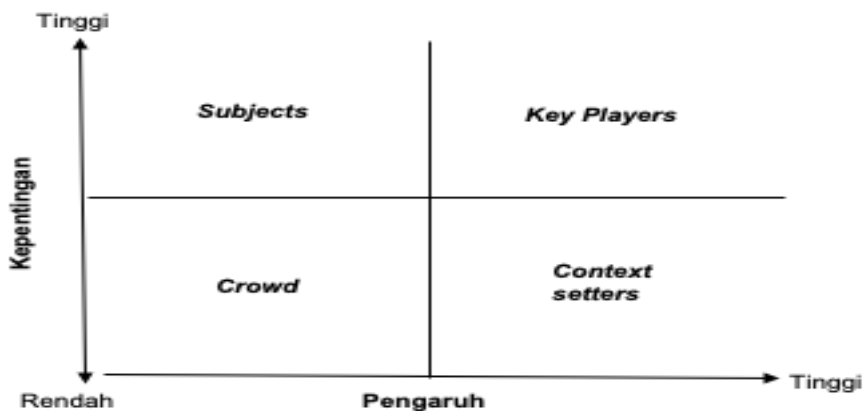 Tinggi
Subjects
Key Players
Kepentingan
Crowd
Context
setters
Tinggi
Rendah
Pengaruh